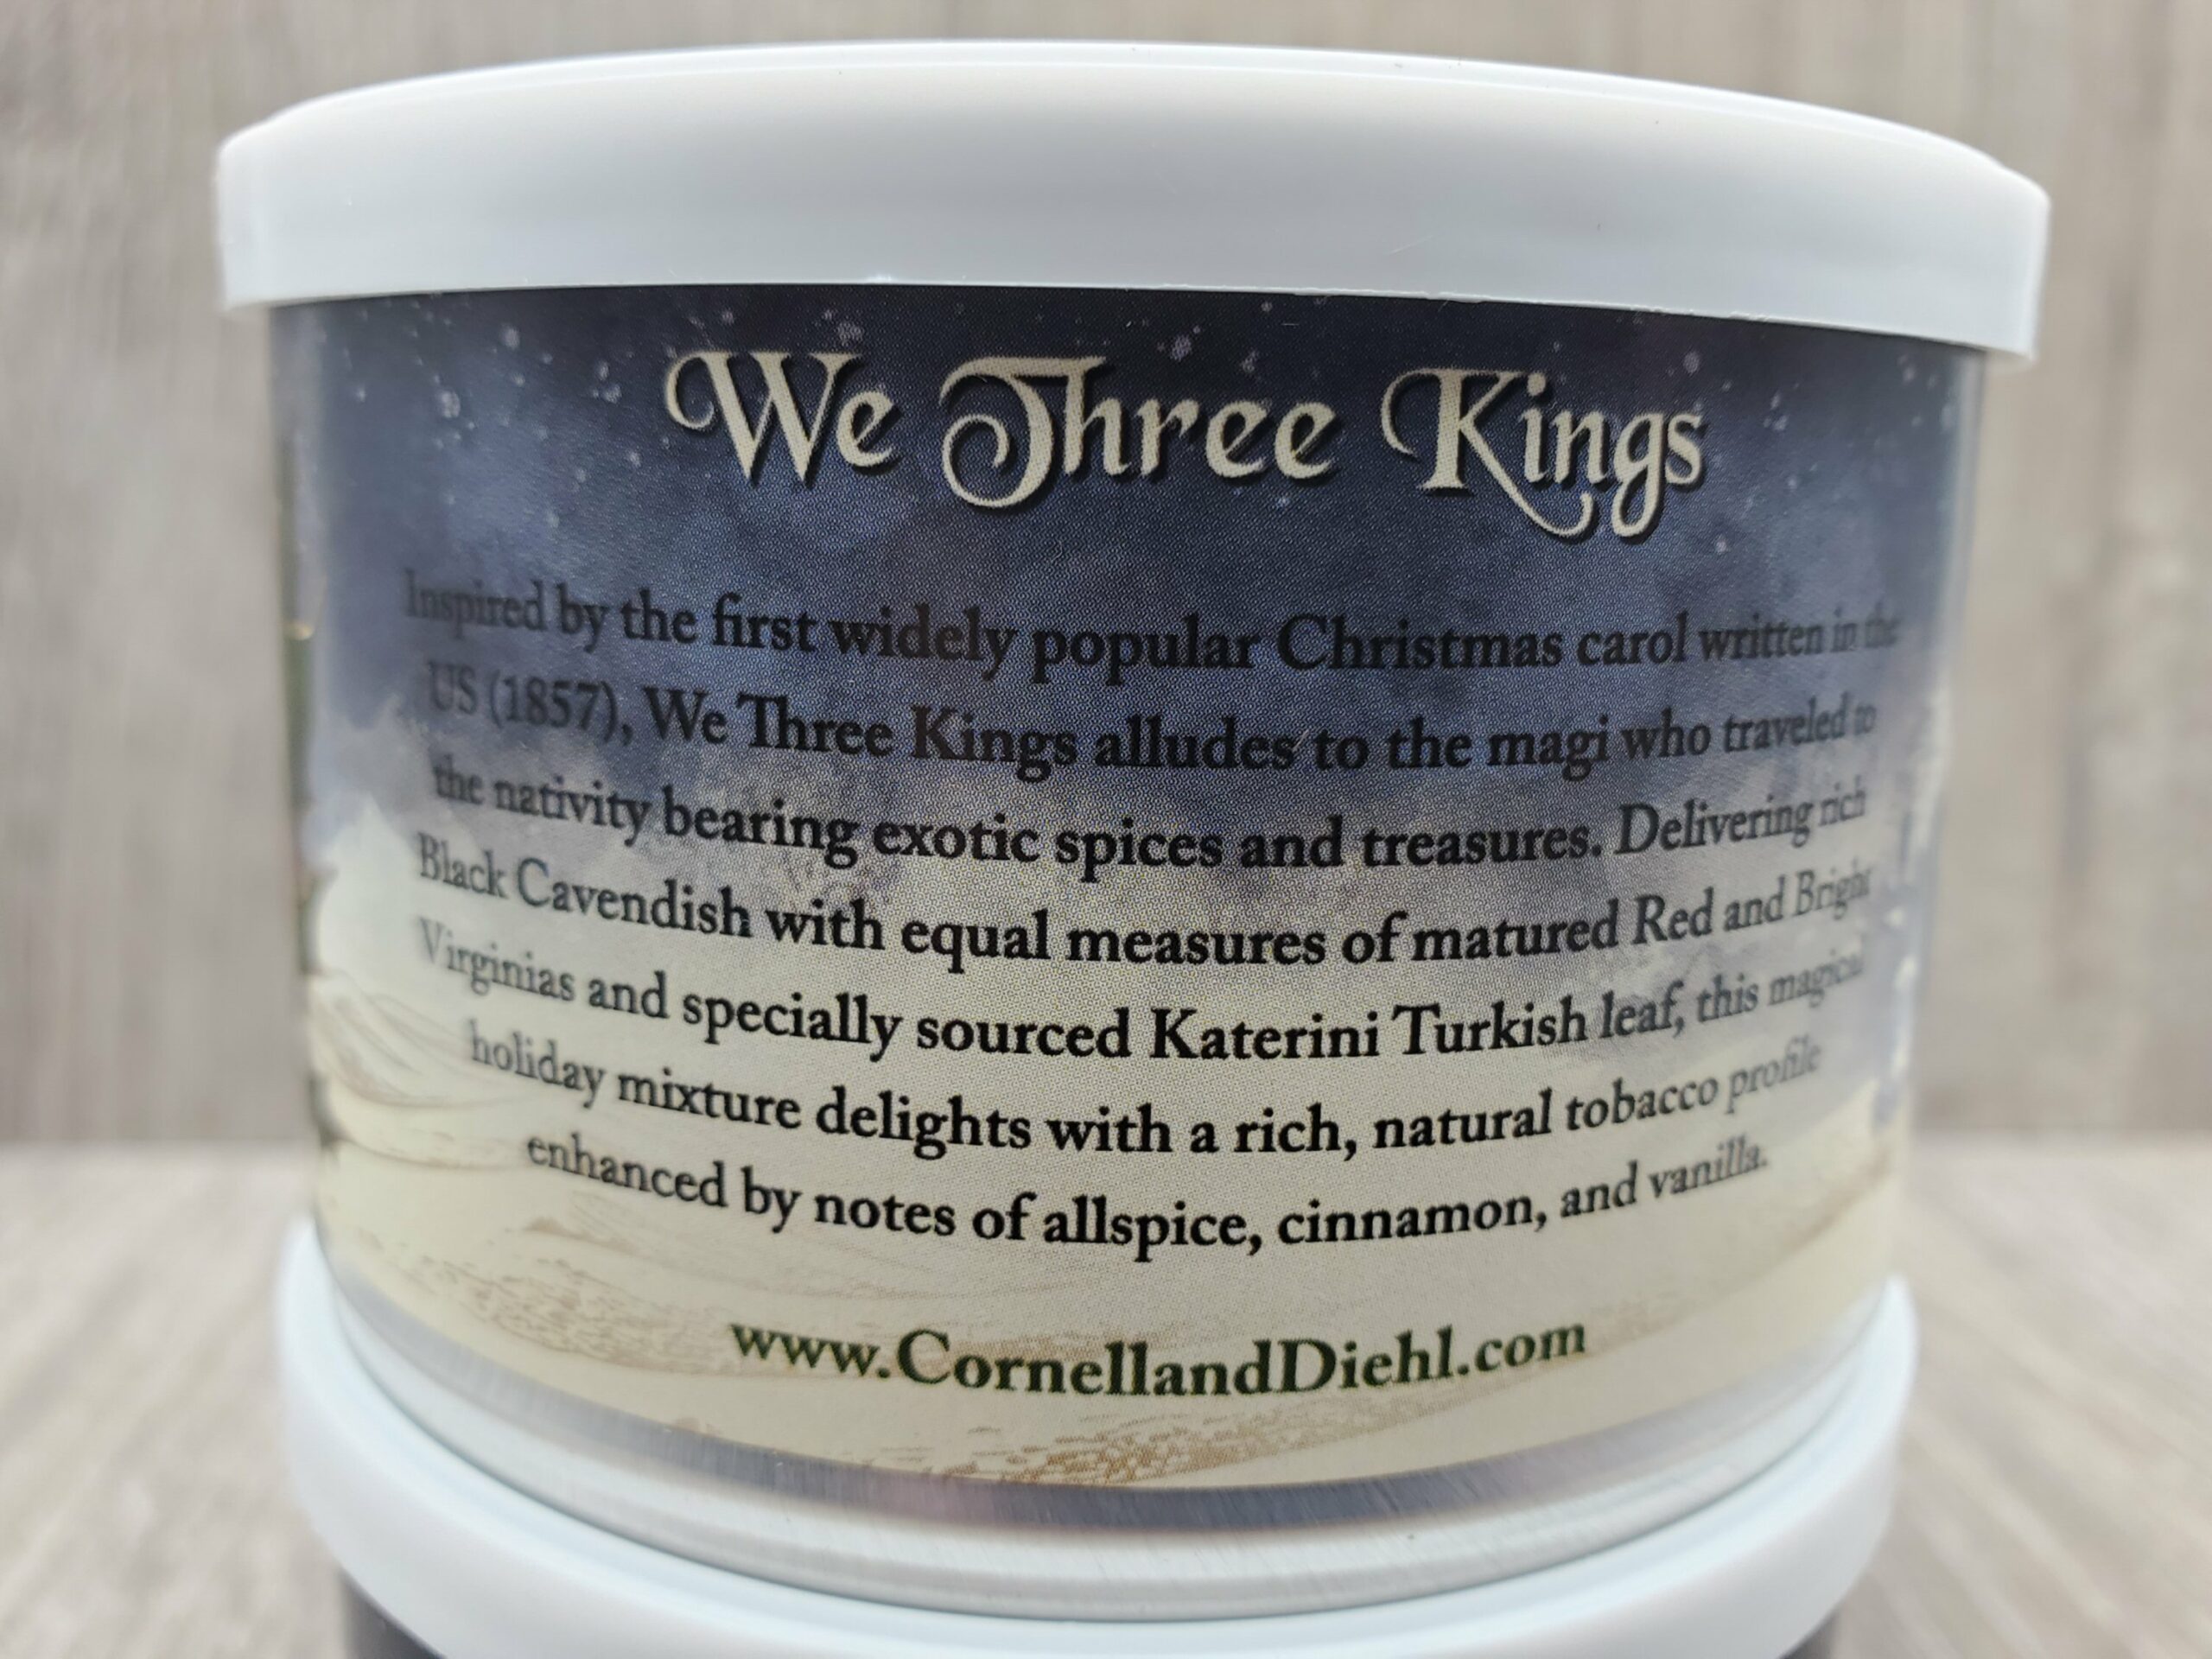 We Three Kings
Inspired by the first widely popular Christmas carol written in the
US (1857), We Three Kings alludes to the magi who traveled to
the nativity bearing exotic spices and treasures. Delivering rich
Black Cavendish with equal measures of matured Red and Bright
Virginias and specially sourced Katerini Turkish leaf, this magical
holiday mixture delights with a rich, natural tobacco profile
enhanced by notes of allspice, cinnamon, and vanilla.
www.CornellandDiehl.com